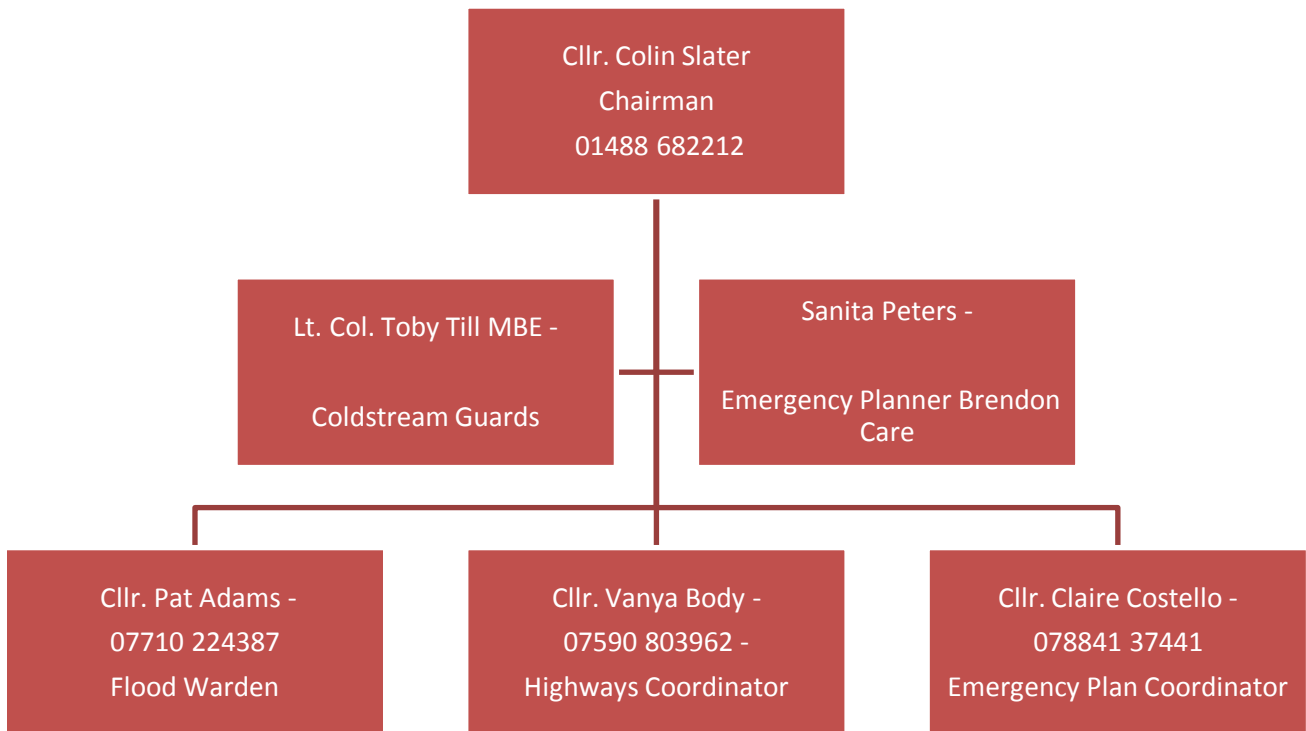 Cllr. Colin Slater
Chairman
01488 682212
Lt. Col. Toby Till MBE -
Coldstream Guards
Sanita Peters -
Emergency Planner Brendon
Care
Cllr. Pat Adams -
07710 224387
Flood Warden
Cllr. Vanya Body -
07590 803962 -
Highways Coordinator
Cllr. Claire Costello -
078841 37441
Emergency Plan Coordinator